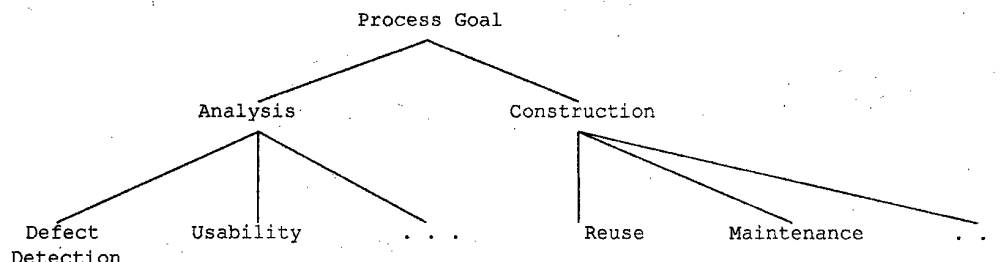 Process Goal
Analysis Construction
Defect Usability . . . Reuse Maintenance . .
Detection